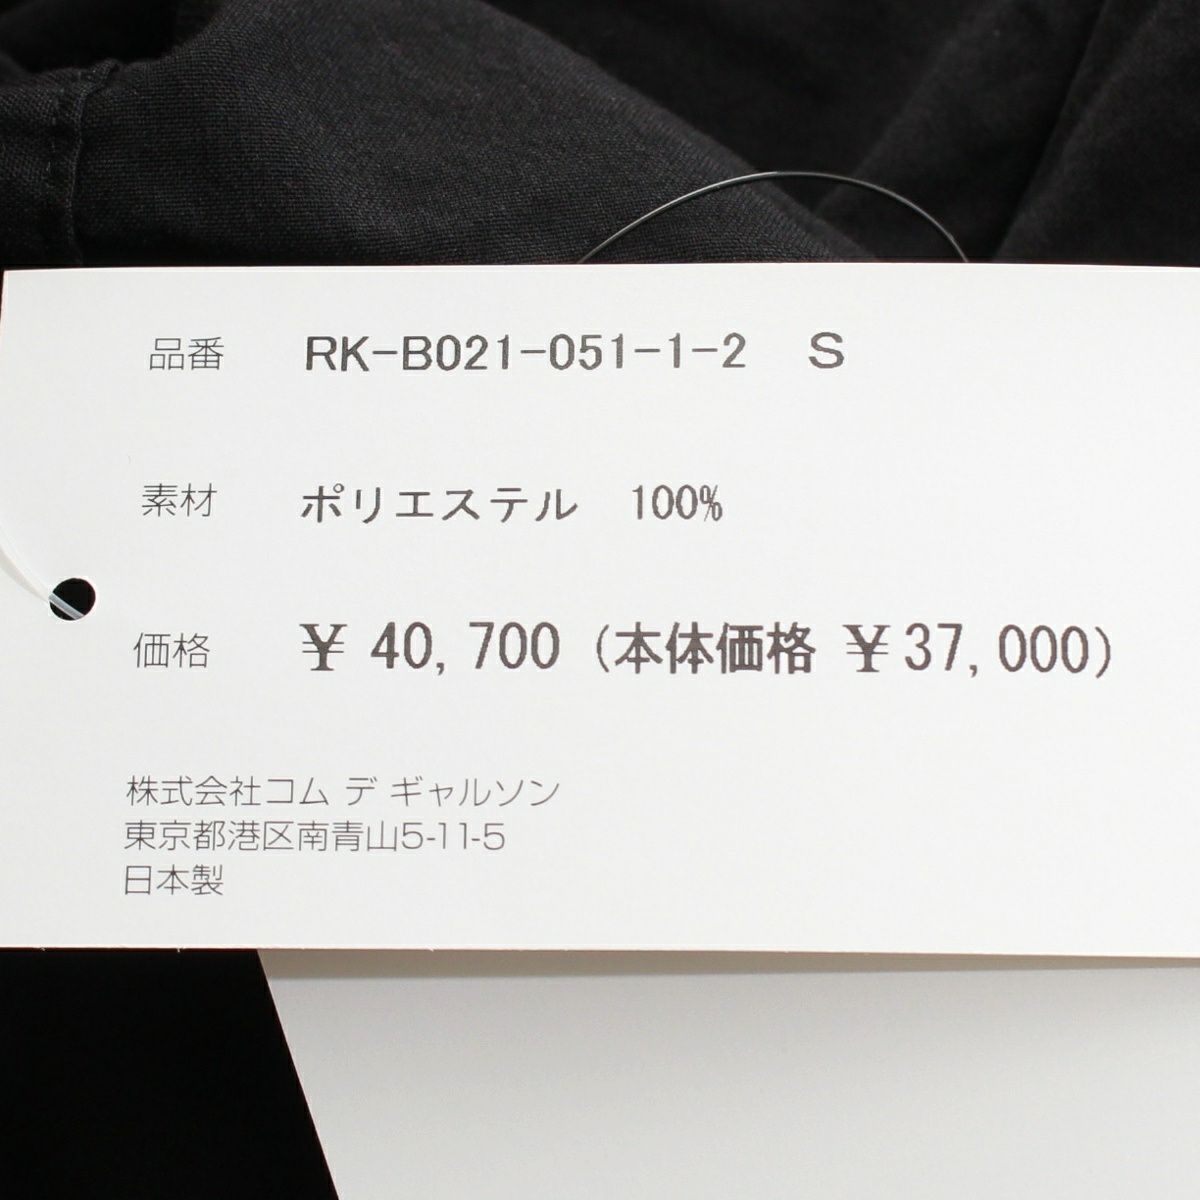 品番 RK-B021-051-1-2 S
素材 ポリエステル 100%
価格 ¥ 40,700 (本体価格 ¥37,000)
株式会社コム デ ギャルソン
東京都港区南青山5-11-5
日本製